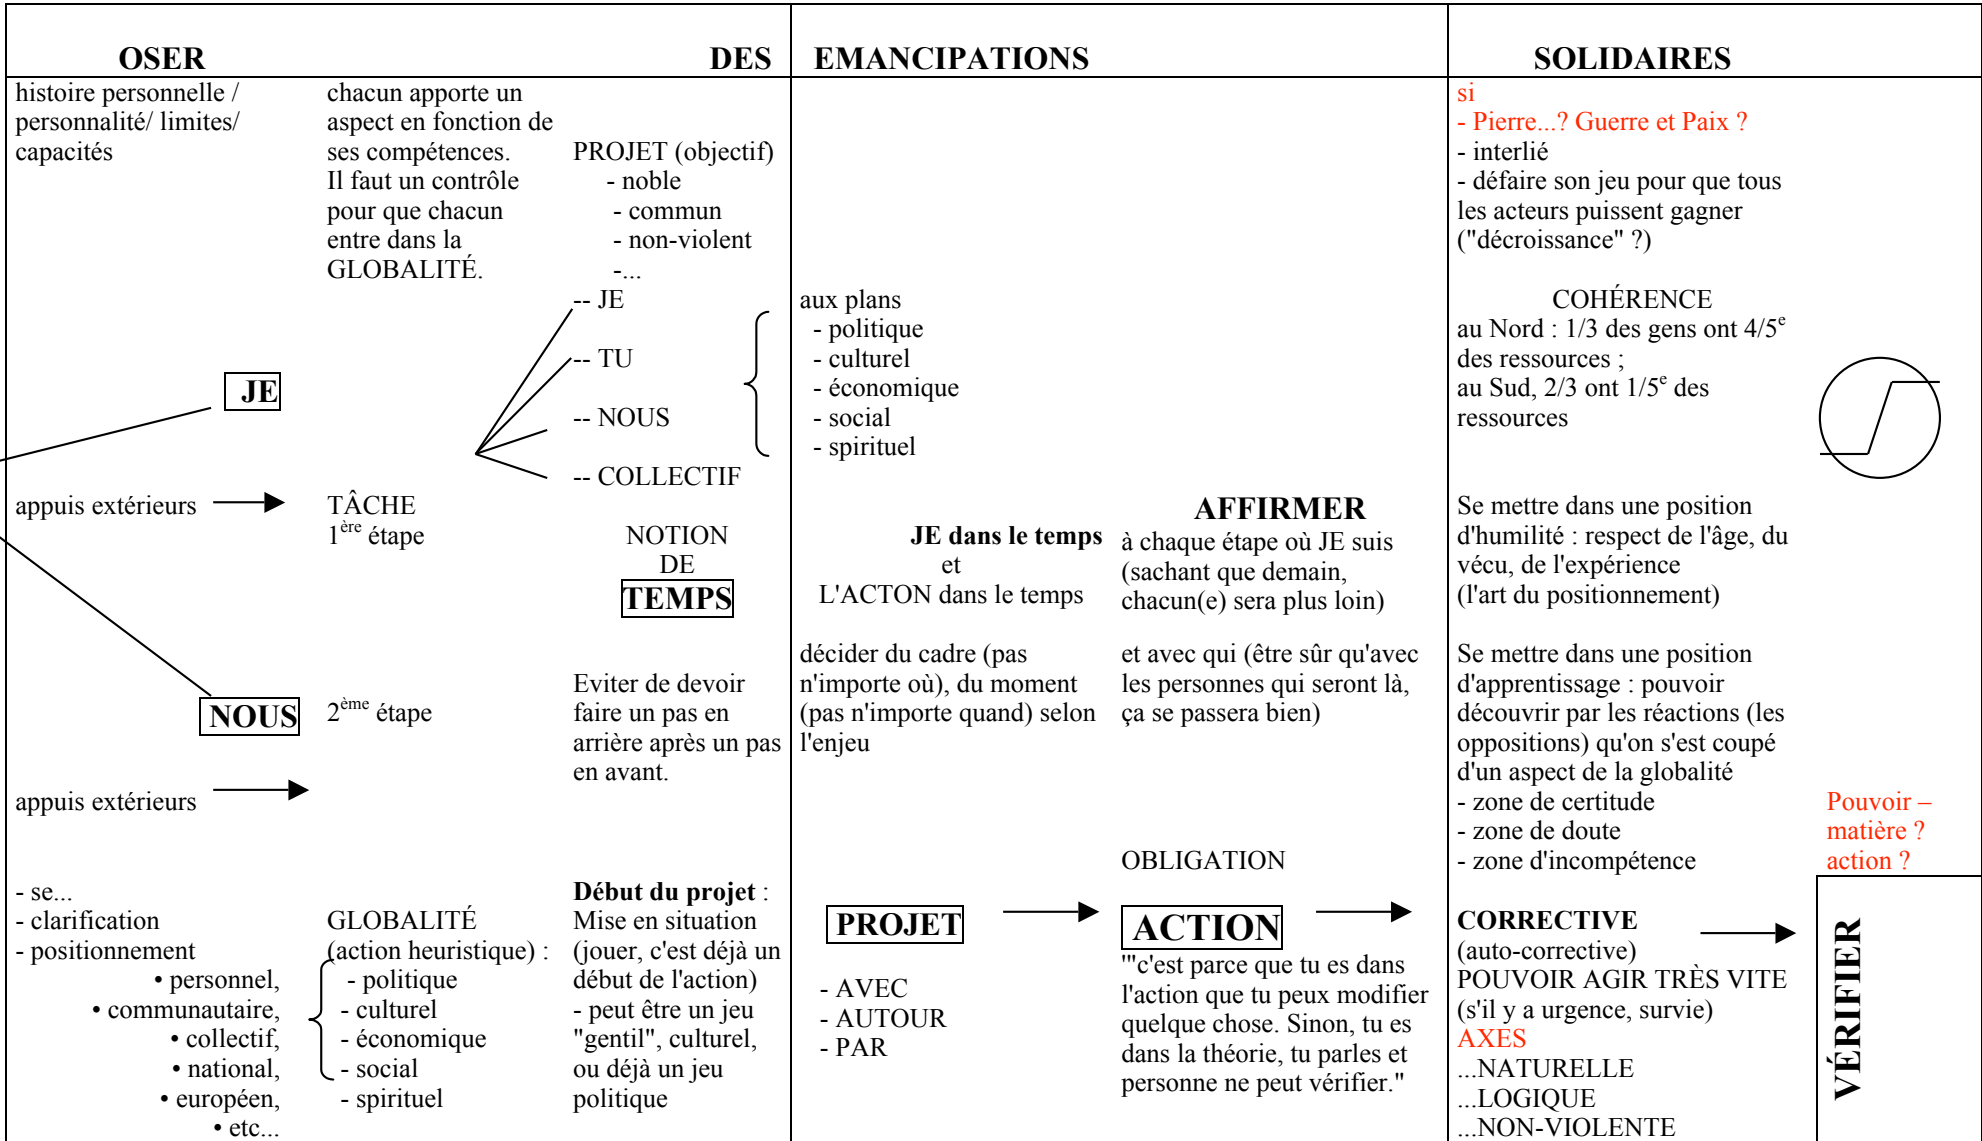 OSER
DES
EMANCIPATIONS
SOLIDAIRES
histoire personnelle /
personnalité/ limites/
capacités
chacun apporte un
aspect en fonction de
ses compétences.
Il faut un contrôle
pour que chacun
entre dans la
GLOBALITÉ.
PROJET (objectif)
- noble
- commun
- non-violent
-...
-- JE
-- TU
-- NOUS
-- COLLECTIF
aux plans
- politique
- culturel
- économique
- social
- spirituel
si
- Pierre...? Guerre et Paix ?
- interlié
- défaire son jeu pour que tous
les acteurs puissent gagner
("décroissance" ?)
COHÉRENCE
au Nord : 1/3 des gens ont 4/5e
des ressources ;
au Sud, 2/3 ont 1/5e des
ressources
JE
appuis extérieurs
TÂCHE
1ère étape
NOTION
DE
TEMPS
JE dans le temps
et
L'ACTON dans le temps
AFFIRMER
à chaque étape où JE suis
(sachant que demain,
chacun(e) sera plus loin)
Se mettre dans une position
d'humilité : respect de l'âge, du
vécu, de l'expérience
(l'art du positionnement)
NOUS
2ème étape
Eviter de devoir
faire un pas en
arrière après un pas
en avant.
décider du cadre (pas
n'importe où), du moment
(pas n'importe quand) selon
l'enjeu
et avec qui (être sûr qu'avec
les personnes qui seront là,
ça se passera bien)
Se mettre dans une position
d'apprentissage : pouvoir
découvrir par les réactions (les
oppositions) qu'on s'est coupé
d'un aspect de la globalité
- zone de certitude
- zone de doute
- zone d'incompétence
Pouvoir –
matière ?
action ?
appuis extérieurs
- se...
- clarification
- positionnement
• personnel,
• communautaire,
• collectif,
• national,
• européen,
• etc...
GLOBALITÉ
(action heuristique) :
- politique
- culturel
- économique
- social
- spirituel
Début du projet :
Mise en situation
(jouer, c'est déjà un
début de l'action)
- peut être un jeu
"gentil", culturel,
ou déjà un jeu
politique
PROJET
- AVEC
- AUTOUR
- PAR
OBLIGATION
ACTION
'"c'est parce que tu es dans
l'action que tu peux modifier
quelque chose. Sinon, tu es
dans la théorie, tu parles et
personne ne peut vérifier."
CORRECTIVE
(auto-corrective)
POUVOIR AGIR TRÈS VITE
(s'il y a urgence, survie)
AXES
...NATURELLE
...LOGIQUE
...NON-VIOLENTE
VÉRIFIER